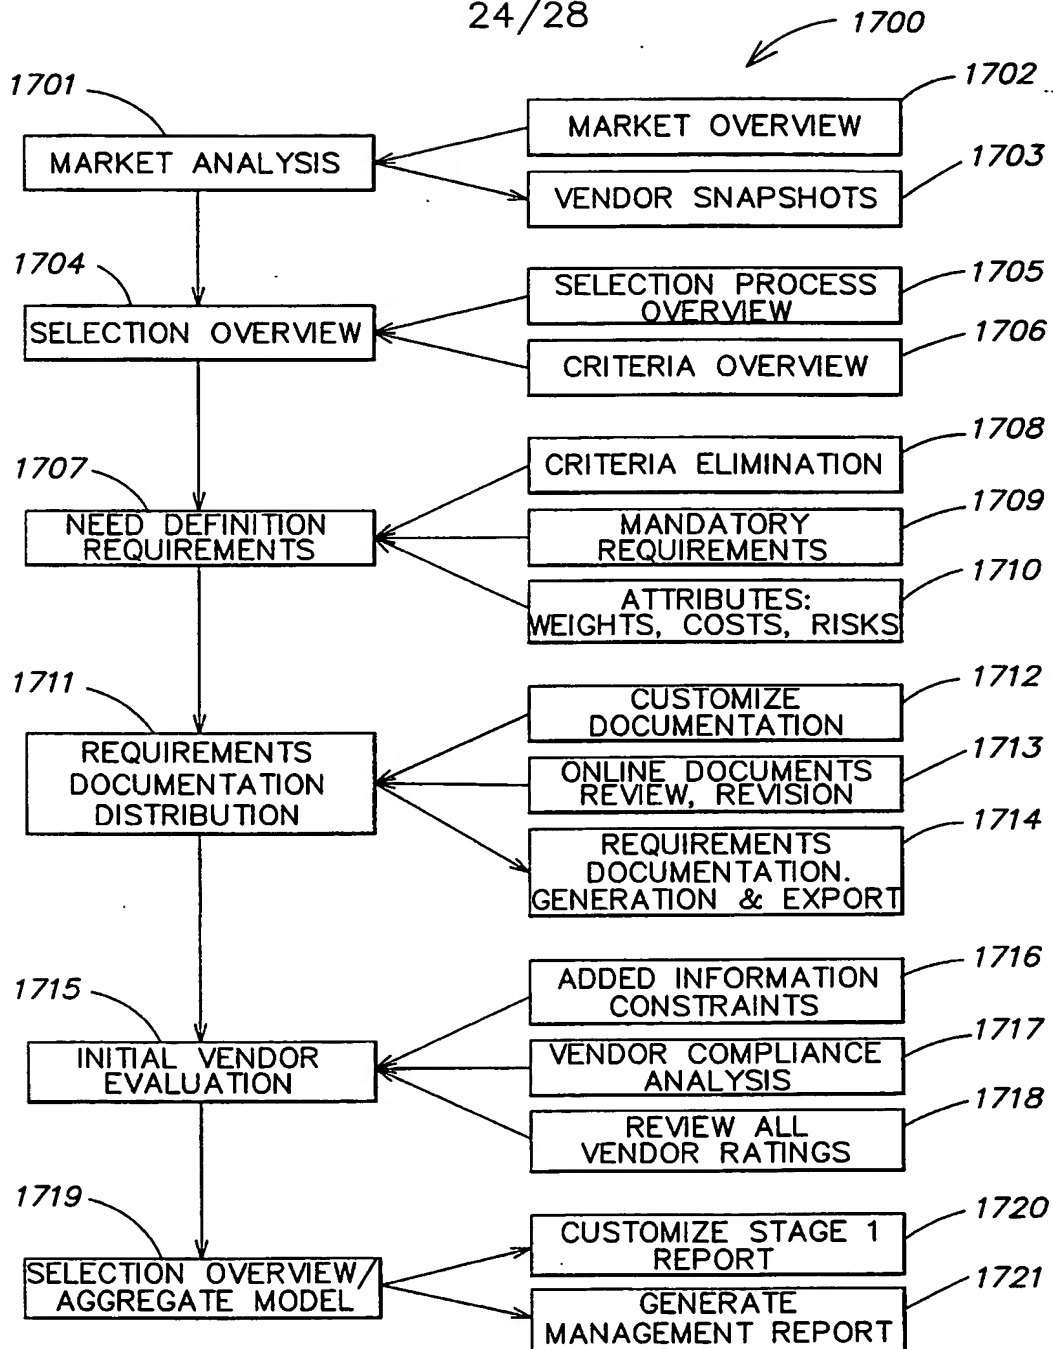 24/28
1700
1701
MARKET ANALYSIS
1702
MARKET OVERVIEW
1703
VENDOR SNAPSHOTS
1704
SELECTION OVERVIEW
1705
SELECTION PROCESS
OVERVIEW
1706
CRITERIA OVERVIEW
1707
NEED DEFINITION
REQUIREMENTS
1708
CRITERIA ELIMINATION
1709
MANDATORY
REQUIREMENTS
1710
ATTRIBUTES:
WEIGHTS, COSTS, RISKS
1711
REQUIREMENTS
DOCUMENTATION
DISTRIBUTION
1712
CUSTOMIZE
DOCUMENTATION
1713
ONLINE DOCUMENTS
REVIEW, REVISION
1714
REQUIREMENTS
DOCUMENTATION.
GENERATION & EXPORT
1715
INITIAL VENDOR
EVALUATION
1716
ADDED INFORMATION
CONSTRAINTS
1717
VENDOR COMPLIANCE
ANALYSIS
1718
REVIEW ALL
VENDOR RATINGS
1719
SELECTION OVERVIEW/
AGGREGATE MODEL
1720
CUSTOMIZE STAGE 1
REPORT
1721
GENERATE
MANAGEMENT REPORT